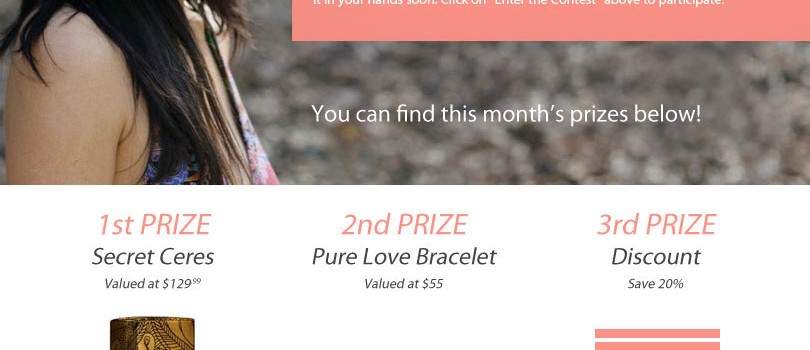 it in your hands soon. Click on "Enter the Contest" above to participate.
You can find this month's prizes below!
1st PRIZE 2nd PRIZE 3rd PRIZE
Secret Ceres Pure Love Bracelet Discount
Valued at $129.99 Valued at $55 Save 20%